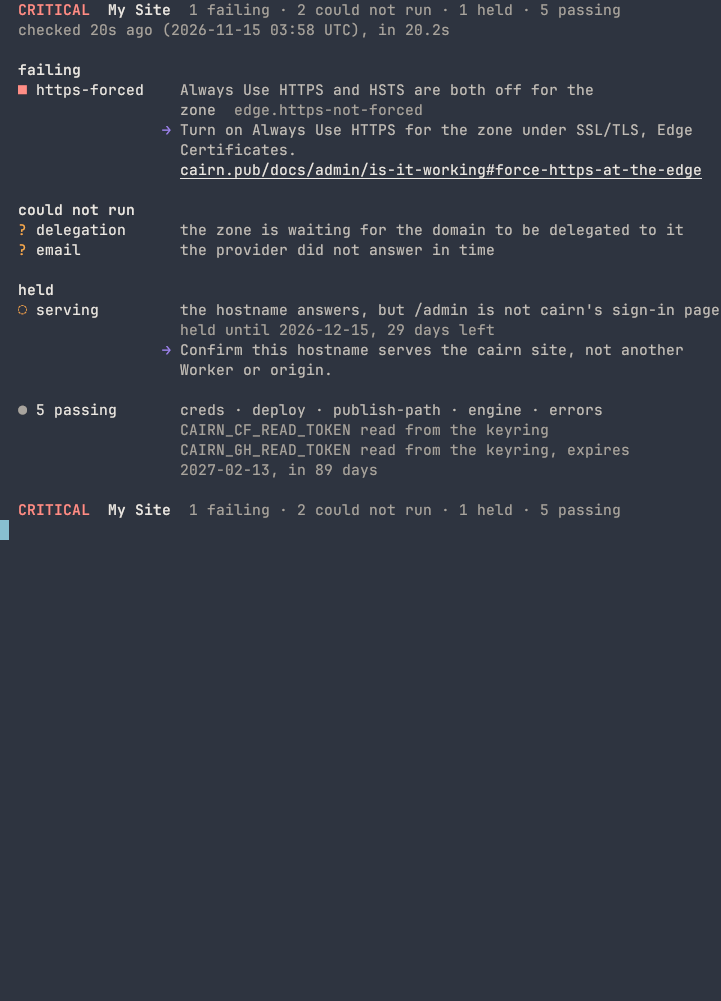 CRITICAL  My Site  1 failing · 2 could not run · 1 held · 5 passing
checked 20s ago (2026-11-15 03:58 UTC), in 20.2s
failing
■ https-forced    Always Use HTTPS and HSTS are both off for the
zone  edge.https-not-forced
→ Turn on Always Use HTTPS for the zone under SSL/TLS, Edge
Certificates.
cairn.pub/docs/admin/is-it-working#force-https-at-the-edge
could not run
? delegation      the zone is waiting for the domain to be delegated to it
? email           the provider did not answer in time
held
◌ serving         the hostname answers, but /admin is not cairn's sign-in page
held until 2026-12-15, 29 days left
→ Confirm this hostname serves the cairn site, not another
Worker or origin.
● 5 passing       creds · deploy · publish-path · engine · errors
CAIRN_CF_READ_TOKEN read from the keyring
CAIRN_GH_READ_TOKEN read from the keyring, expires
2027-02-13, in 89 days
CRITICAL  My Site  1 failing · 2 could not run · 1 held · 5 passing